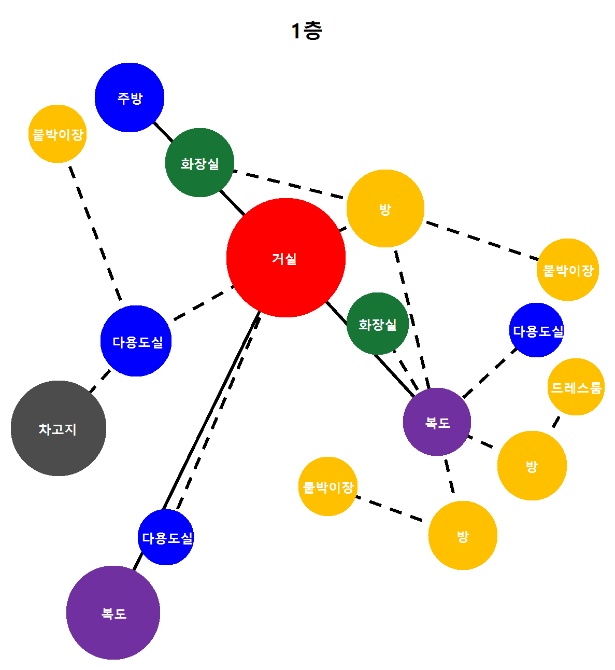 1층
주방
붙박이장
화장실
방
거실
붙박이장
화장실
다용도실
다용도실
드레스룸
복도
차고지
방
붙박이장
방
다용도실
복도